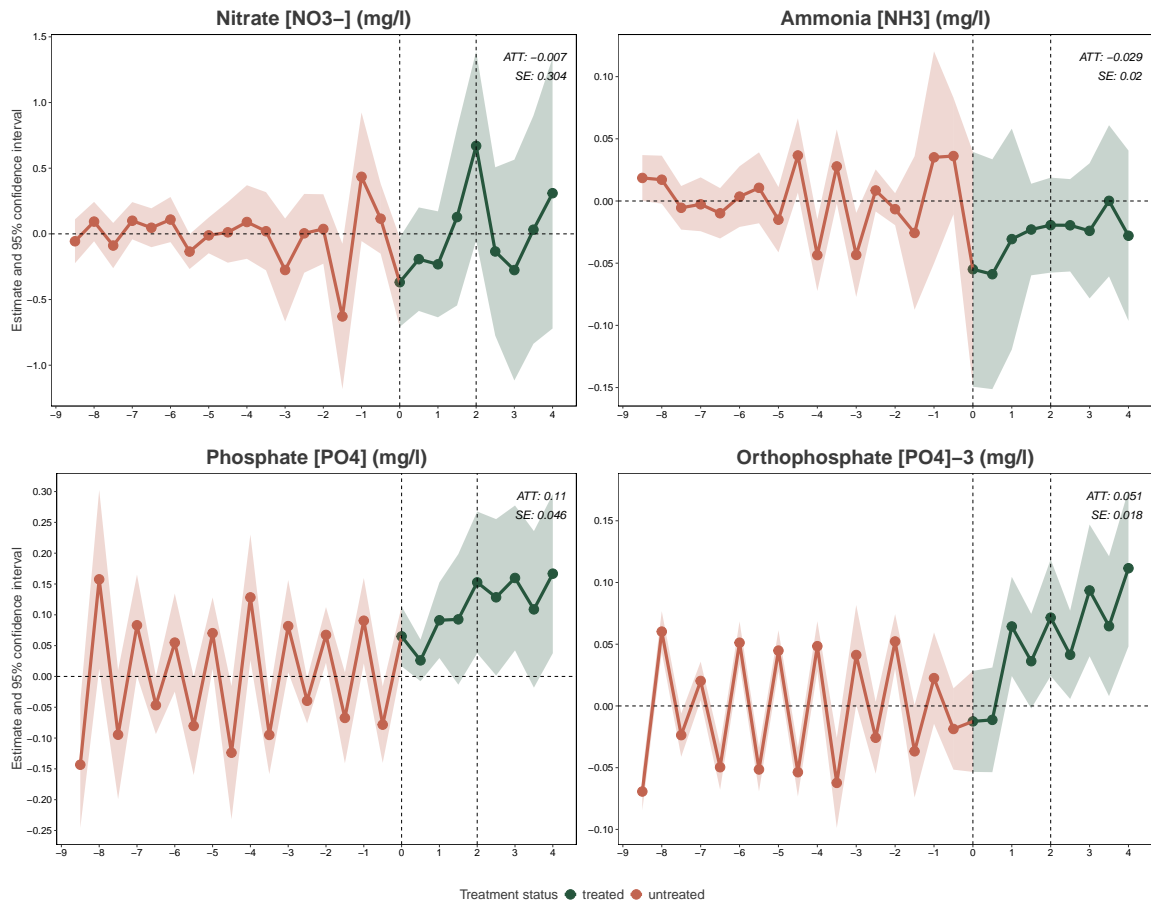 Nitrate [NO3−] (mg/l)
Ammonia [NH3] (mg/l)
Estimate and 95% confidence interval
1.5
1.0
0.5
0.0
−0.5
−1.0
ATT: −0.007
SE: 0.304
−9 −8 −7 −6 −5 −4 −3 −2 −1 0 1 2 3 4
0.10
0.05
0.00
−0.05
−0.10
−0.15
ATT: −0.029
SE: 0.02
−9 −8 −7 −6 −5 −4 −3 −2 −1 0 1 2 3 4
Phosphate [PO4] (mg/l)
Orthophosphate [PO4]−3 (mg/l)
Estimate and 95% confidence interval
0.30
0.25
0.20
0.15
0.10
0.05
0.00
−0.05
−0.10
−0.15
−0.20
−0.25
ATT: 0.11
SE: 0.046
−9 −8 −7 −6 −5 −4 −3 −2 −1 0 1 2 3 4
0.15
0.10
0.05
0.00
−0.05
−0.10
ATT: 0.051
SE: 0.018
−9 −8 −7 −6 −5 −4 −3 −2 −1 0 1 2 3 4
Treatment status treated untreated